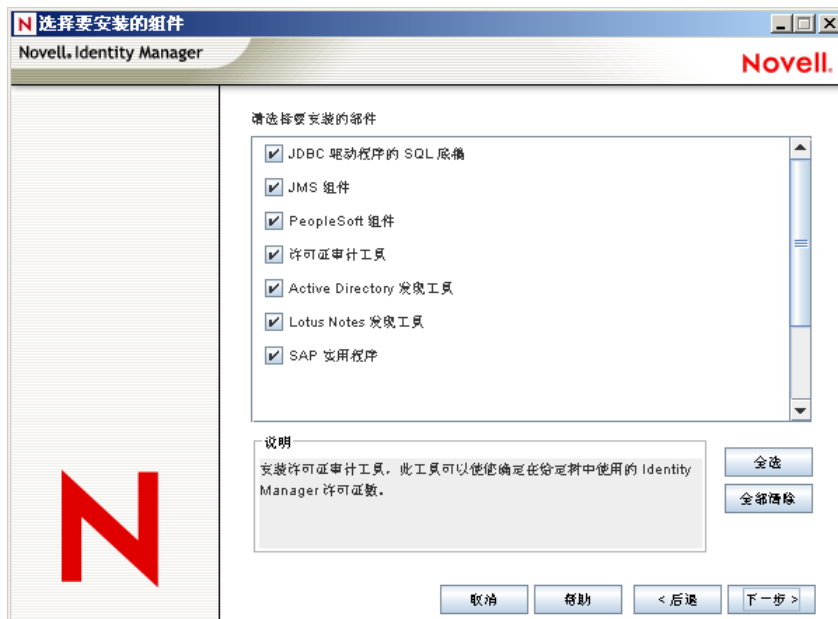 选择要安装的组件
Novell. Identity Manager
Novell.
请选择要安装的部件
JDBC 驱动程序的 SQL 底稿
JMS 组件
PeopleSoft 组件
许可证审计工具
Active Directory 发现工具
Lotus Notes 发现工具
SAP 实用程序
说明
安装许可证审计工具，此工具可以使您确定在给定树中使用的 Identity
Manager 许可证数。
全选
全部清除
取消
帮助
< 后退
下一步 >